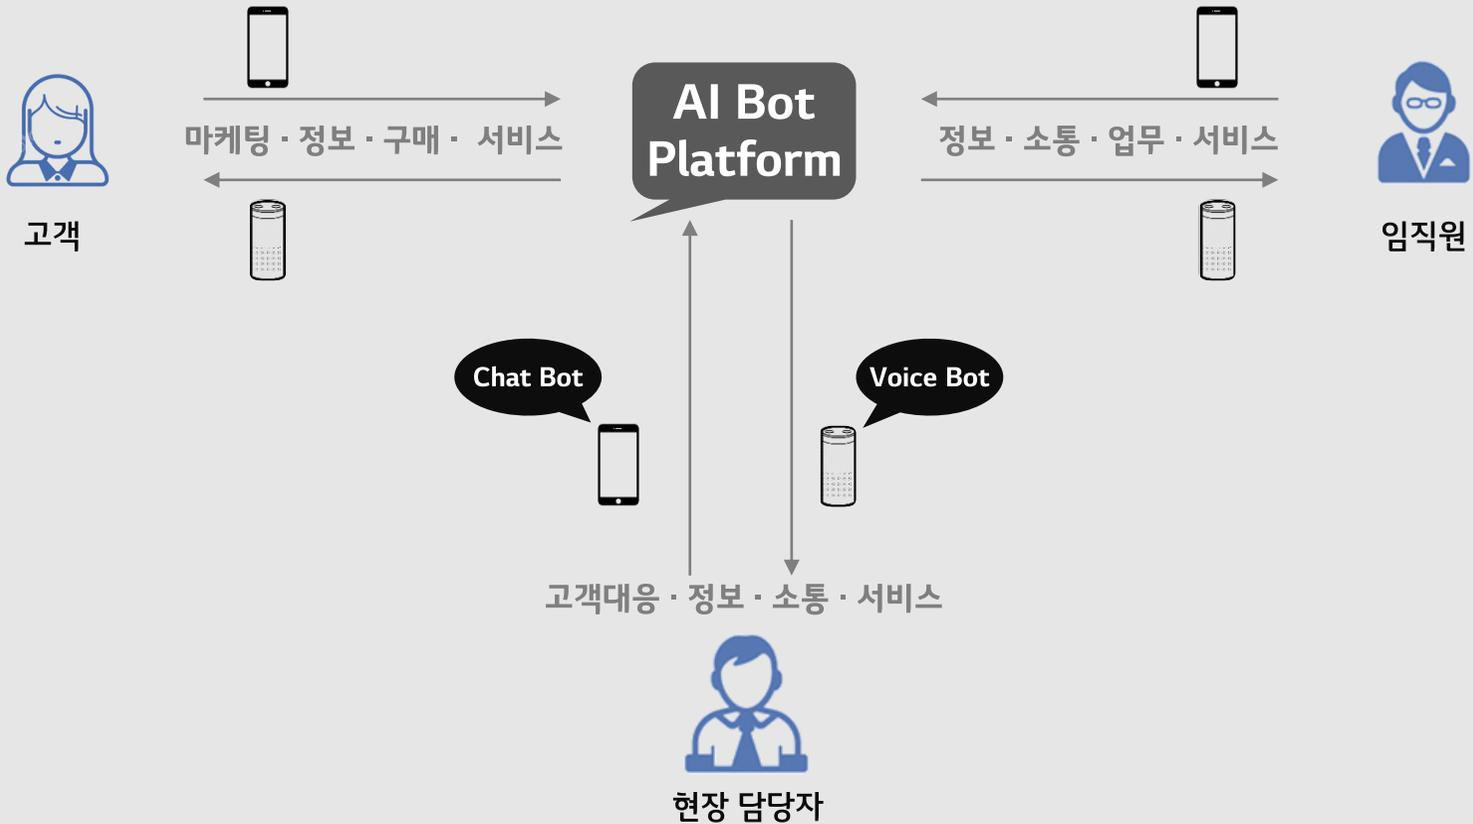 AI Bot
Platform
마케팅 · 정보 · 구매 · 서비스
정보 · 소통 · 업무 · 서비스
고객
임직원
Chat Bot
Voice Bot
고객대응 · 정보 · 소통 · 서비스
현장 담당자